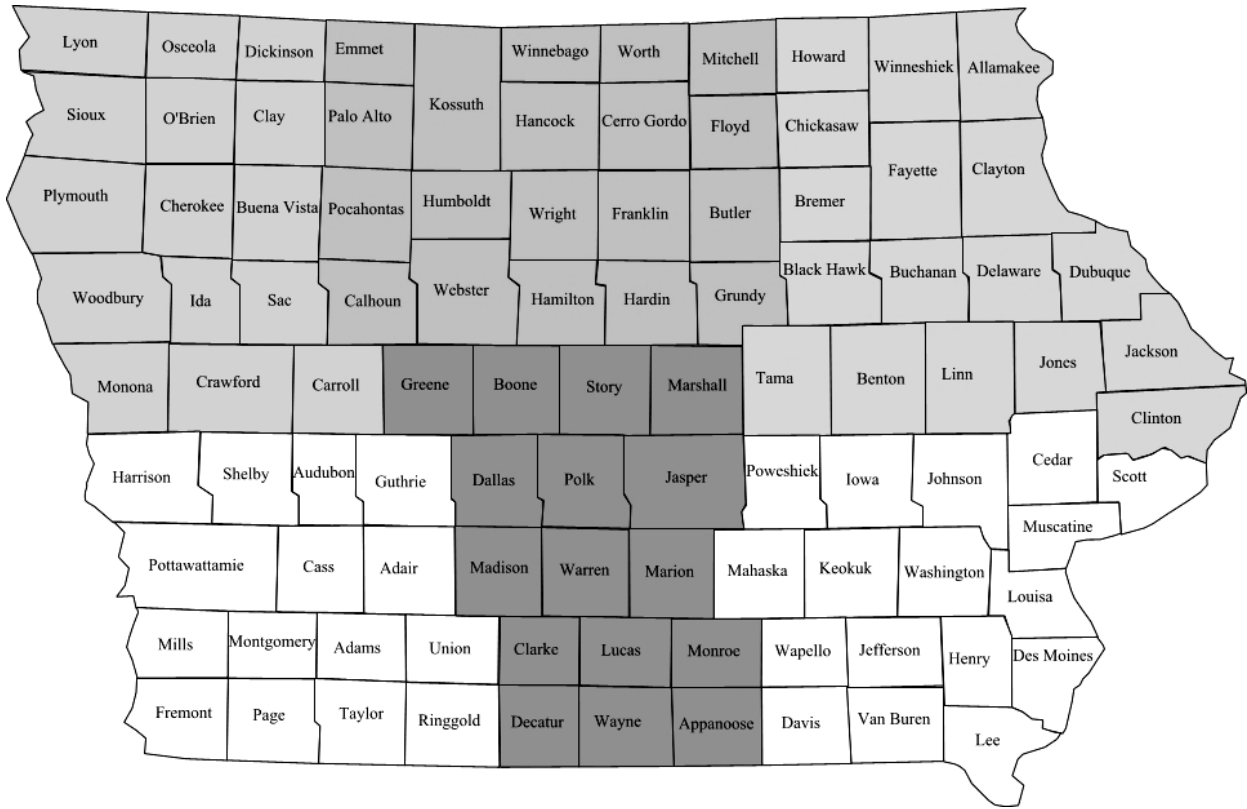 Lyon
Osceola
Dickinson
Emmet
Winnebago
Worth
Mitchell
Howard
Winneshiek
Allamakee
Sioux
O'Brien
Clay
Palo Alto
Kossuth
Hancock
Cerro Gordo
Floyd
Chickasaw
Fayette
Clayton
Plymouth
Cherokee
Buena Vista
Pocahontas
Humboldt
Wright
Franklin
Butler
Bremer
Woodbury
Ida
Sac
Calhoun
Webster
Hamilton
Hardin
Grundy
Black Hawk
Buchanan
Delaware
Dubuque
Monona
Crawford
Carroll
Greene
Boone
Story
Marshall
Tama
Benton
Linn
Jones
Jackson
Clinton
Harrison
Shelby
Audubon
Guthrie
Dallas
Polk
Jasper
Poweshiek
Iowa
Johnson
Cedar
Scott
Muscatine
Pottawattamie
Cass
Adair
Madison
Warren
Marion
Mahaska
Keokuk
Washington
Louisa
Mills
Montgomery
Adams
Union
Clarke
Lucas
Monroe
Wapello
Jefferson
Henry
Des Moines
Fremont
Page
Taylor
Ringgold
Decatur
Wayne
Appanoose
Davis
Van Buren
Lee